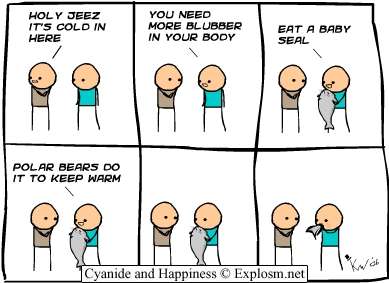 HOLY JEEZ
IT'S COLD IN
HERE
YOU NEED
MORE BLUBBER
IN YOUR BODY
EAT A BABY
SEAL
POLAR BEARS DO
IT TO KEEP WARM
Cyanide and Happiness © Explosm.net